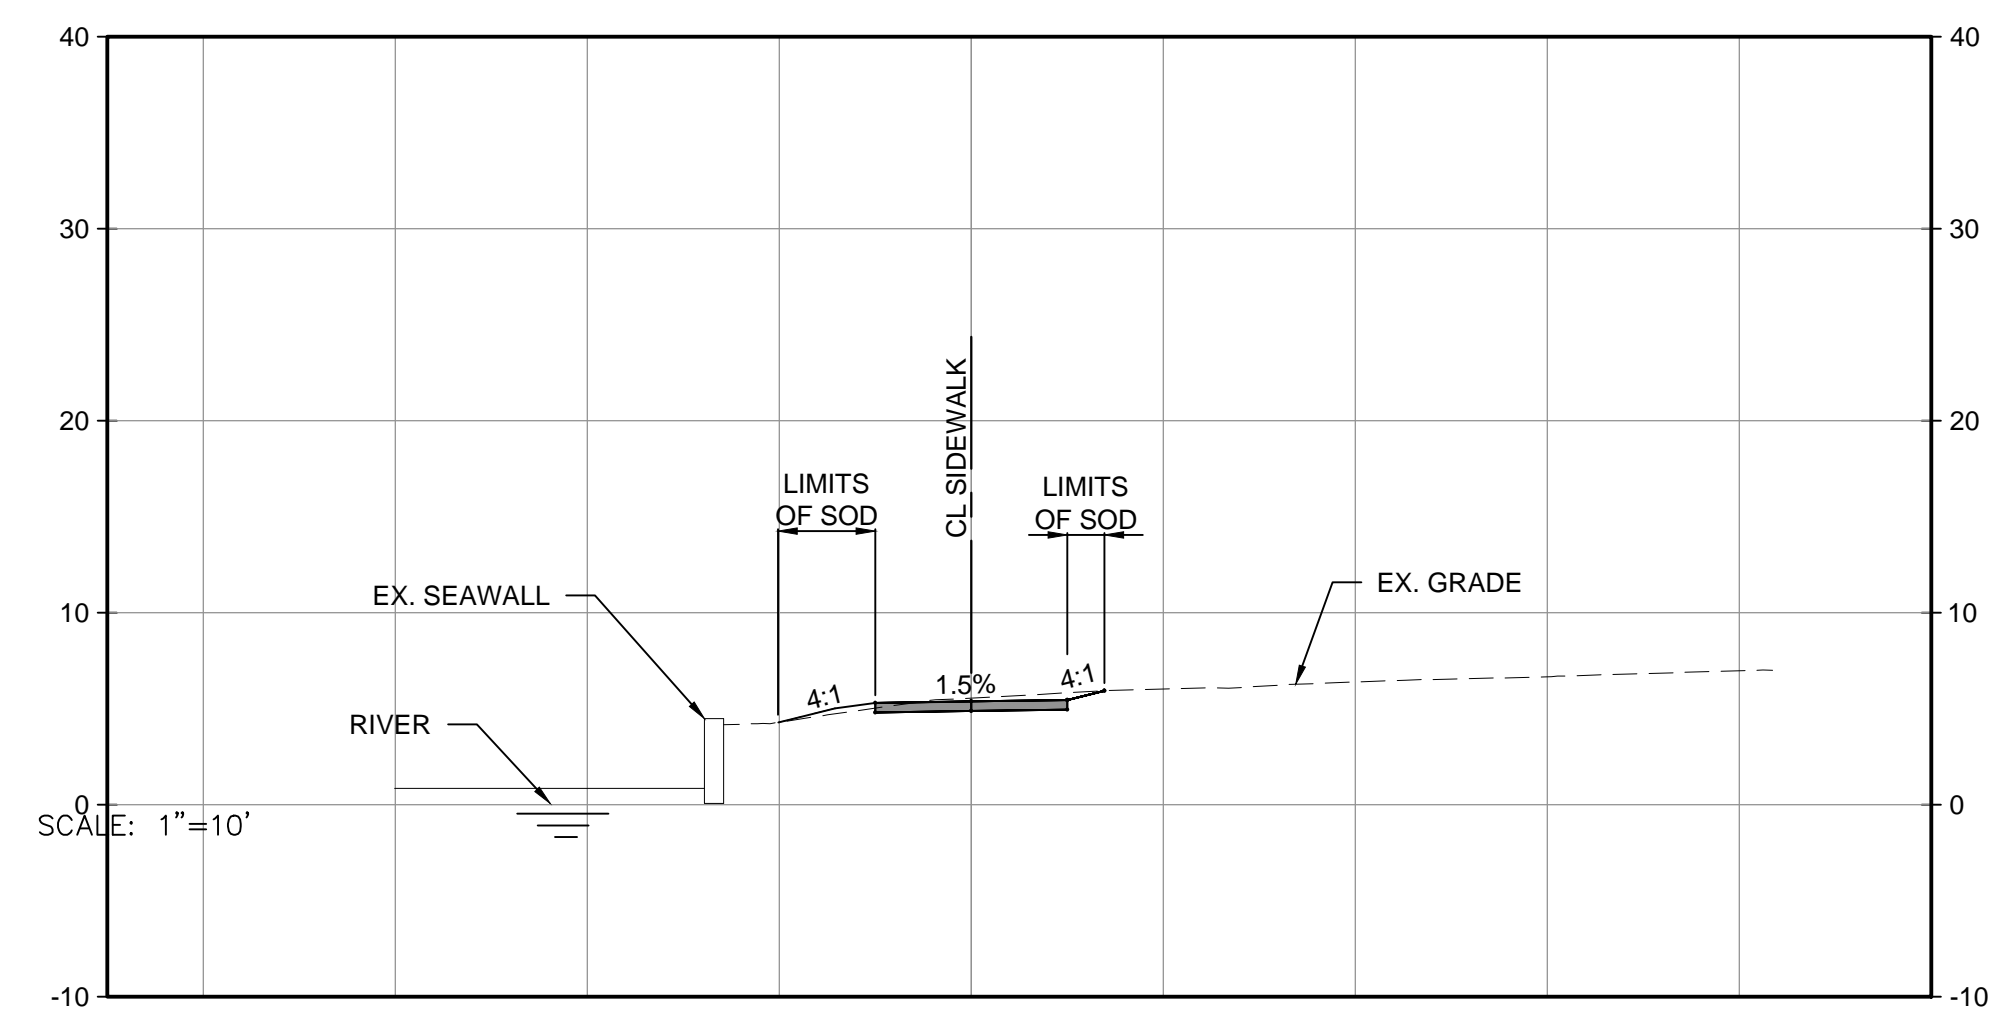 40
40
30
30
20
20
CL SIDEWALK
LIMITS
OF SOD
LIMITS
OF SOD
EX. SEAWALL
EX. GRADE
10
10
4:1
1.5%
4:1
RIVER
0
0
SCALE: 1"=10'
-10
-10